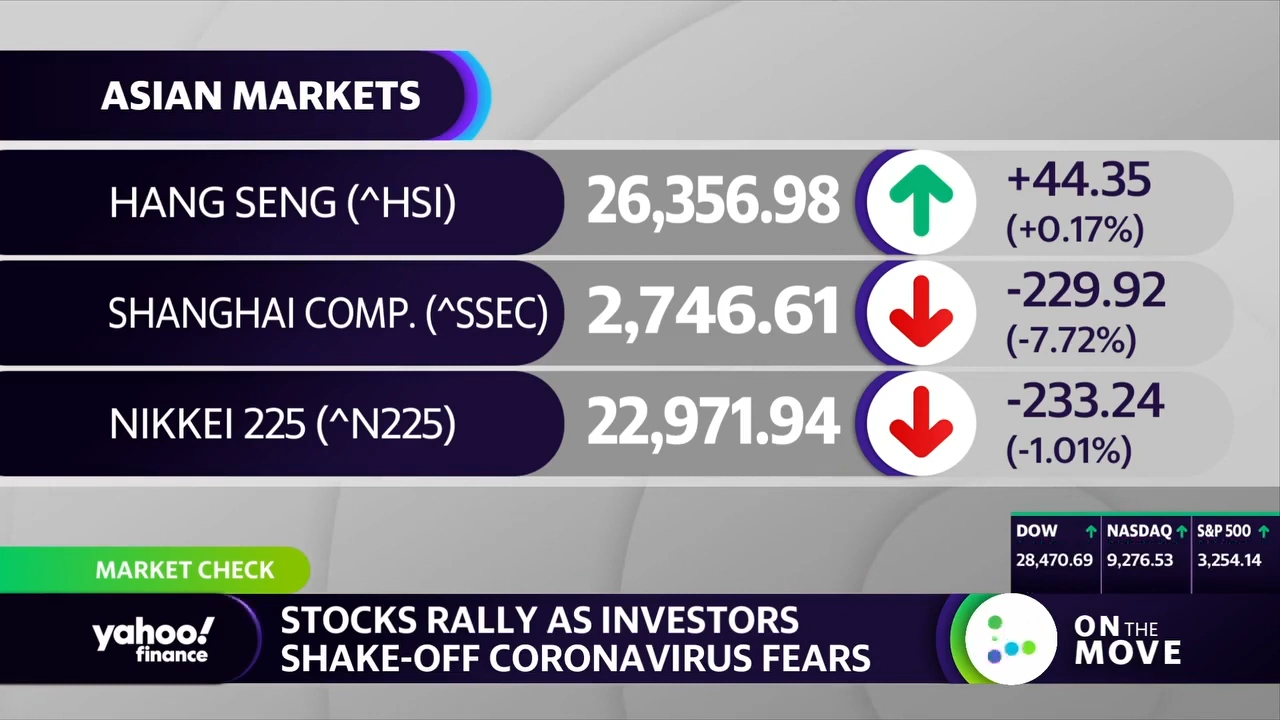 ASIAN MARKETS
HANG SENG (^HSI) 26,356.98 +44.35
(+0.17%)
SHANGHAI COMP. (^SSEC) 2,746.61 -229.92
(-7.72%)
NIKKEI 225 (^N225) 22,971.94 -233.24
(-1.01%)
DOW NASDAQ S&P 500
28,470.69 9,276.53 3,254.14
MARKET CHECK
yahoo!
finance
STOCKS RALLY AS INVESTORS
SHAKE-OFF CORONAVIRUS FEARS
ON THE
MOVE